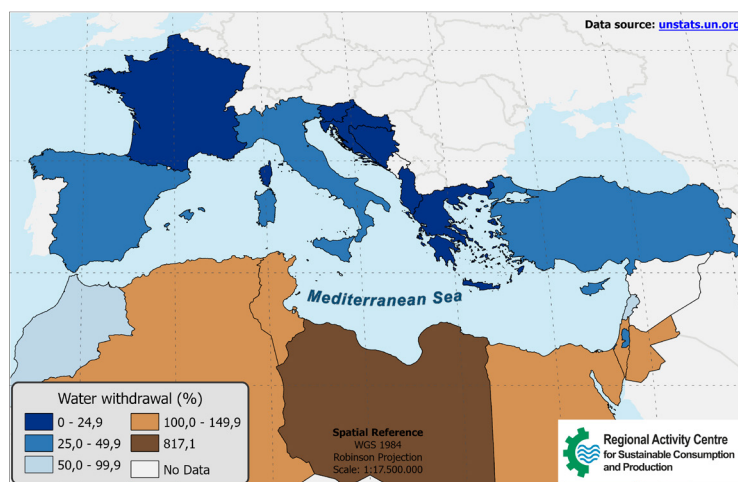 Data source: unstats.un.org
Mediterranean Sea
Water withdrawal (%)
0 - 24,9
25,0 - 49,9
50,0 - 99,9
100,0 - 149,9
817,1
No Data
Spatial Reference
WGS 1984
Robinson Projection
Scale: 1:17.500.000
Regional Activity Centre
for Sustainable Consumption
and Production